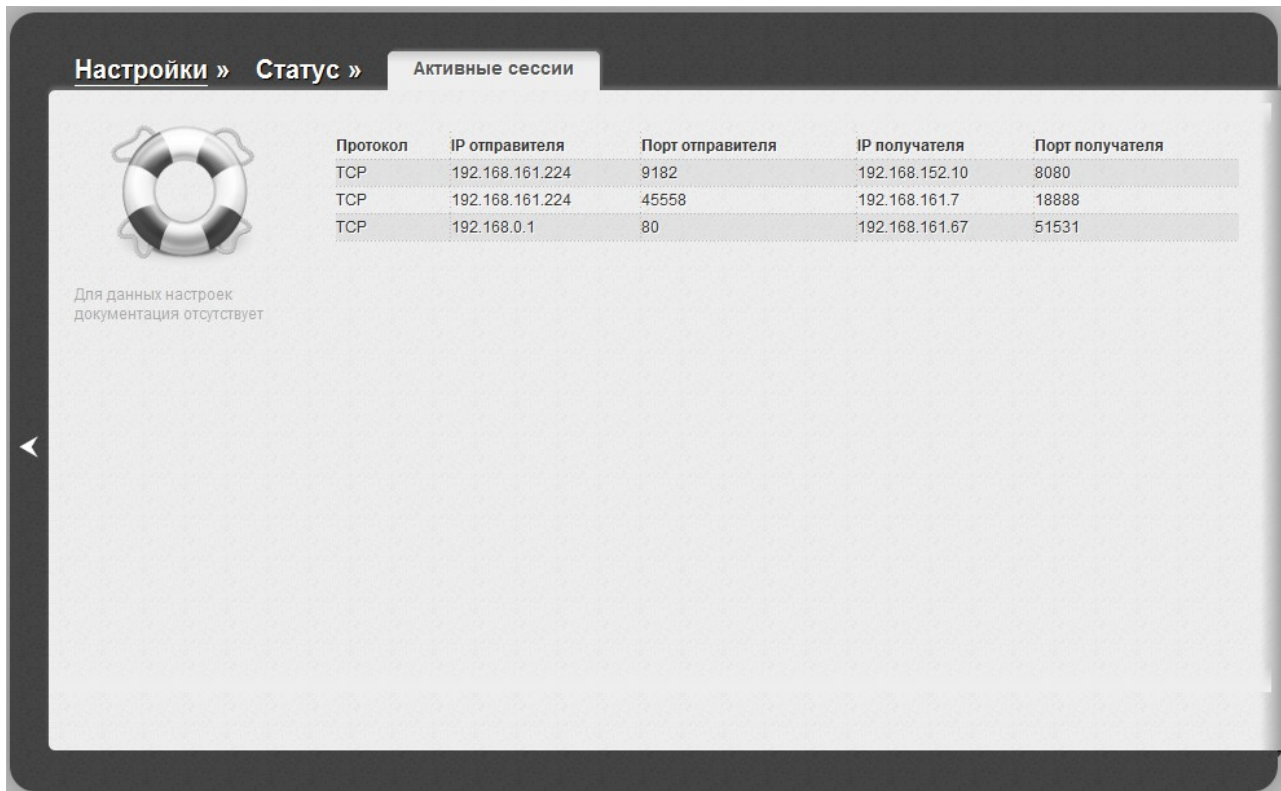 Настройки » Статус » Активные сессии
Протокол IP отправителя Порт отправителя IP получателя Порт получателя
TCP 192.168.161.224 9182 192.168.152.10 8080
TCP 192.168.161.224 45558 192.168.161.7 18888
TCP 192.168.0.1 80 192.168.161.67 51531
Для данных настроек
документация отсутствует